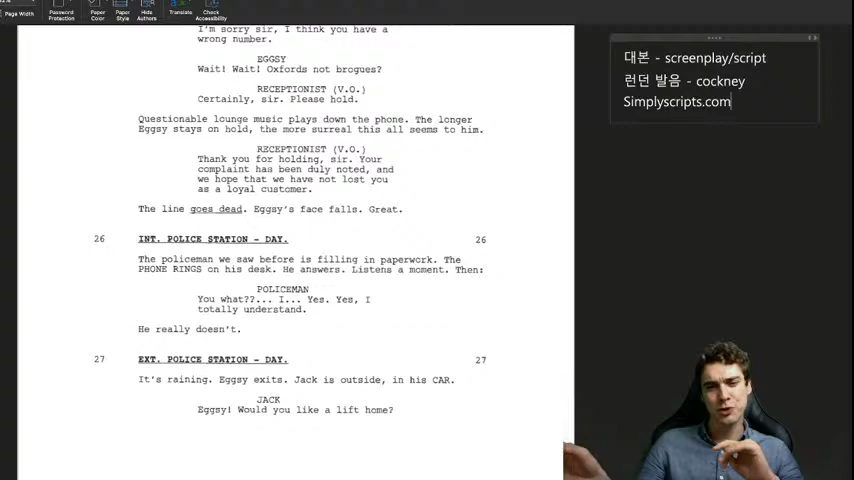 Page Width
Password
Protection
Paper
Color
Paper
Style
Hide
Authors
Translate
Check
Accessibility
I'm sorry sir, I think you have a
wrong number.
EGGSY
Wait! Wait! Oxfords not brogues?
RECEPTIONIST (V.O.)
Certainly, sir. Please hold.
Questionable lounge music plays down the phone. The longer
Eggsy stays on hold, the more surreal this all seems to him.
RECEPTIONIST (V.O.)
Thank you for holding, sir. Your
complaint has been duly noted, and
we hope that we have not lost you
as a loyal customer.
The line goes dead. Eggsy's face falls. Great.
26 INT. POLICE STATION - DAY. 26
The policeman we saw before is filling in paperwork. The
PHONE RINGS on his desk. He answers. Listens a moment. Then:
POLICEMAN
You what??... I... Yes. Yes, I
totally understand.
He really doesn't.
27 EXT. POLICE STATION - DAY. 27
It's raining. Eggsy exits. Jack is outside, in his CAR.
JACK
Eggsy! Would you like a lift home?
대본 - screenplay/script
런던 발음 - cockney
Simplyscripts.com